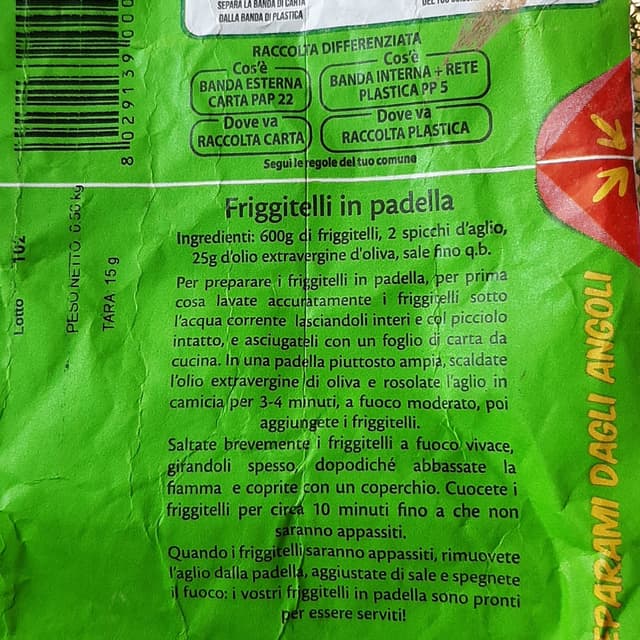 SEPARA LA BANDA DI CARTA
DALLA BANDA DI PLASTICA
RACCOLTA DIFFERENZIATA
Cos'è
BANDA ESTERNA
CARTA PAP 22
Dove va
RACCOLTA CARTA
Cos'è
BANDA INTERNA + RETE
PLASTICA PP 5
Dove va
RACCOLTA PLASTICA
Segui le regole del tuo comune
8 029139 000
Lotto 102
PESO NETTO: 0.50 kg
TARA 15 g
Friggitelli in padella
Ingredienti: 600g di friggitelli, 2 spicchi d'aglio,
25g d'olio extravergine d'oliva, sale fino q.b.
Per preparare i friggitelli in padella, per prima
cosa lavate accuratamente i friggitelli sotto
l'acqua corrente lasciandoli interi e col picciolo
intatto, e asciugateli con un foglio di carta da
cucina. In una padella piuttosto ampia, scaldate
l'olio extravergine di oliva e rosolate l'aglio in
camicia per 3-4 minuti, a fuoco moderato, poi
aggiungete i friggitelli.
Saltate brevemente i friggitelli a fuoco vivace,
girandoli spesso, dopodiché abbassate la
fiamma e coprite con un coperchio. Cuocete i
friggitelli per circa 10 minuti fino a che non
saranno appassiti.
Quando i friggitelli saranno appassiti, rimuovete
l'aglio dalla padella, aggiustate di sale e spegnete
il fuoco: i vostri friggitelli in padella sono pronti
per essere serviti!
EPARAMI DAGLI ANGOLI